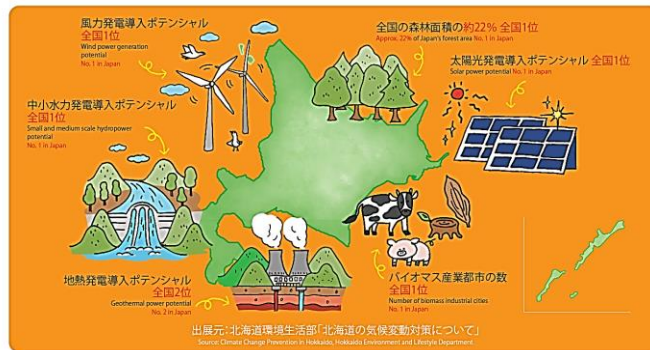 風力発電導入ポテンシャル
全国1位
Wind power generation
potential
No. 1 in Japan
全国の森林面積の約22% 全国1位
Approx. 22% of Japan's forest area No. 1 in Japan
太陽光発電導入ポテンシャル 全国1位
Solar power potential No. 1 in Japan
中小水力発電導入ポテンシャル
全国1位
Small and medium scale hydropower
potential
No. 1 in Japan
地熱発電導入ポテンシャル
全国2位
Geothermal power potential
No. 2 in Japan
バイオマス産業都市の数
全国1位
Number of biomass industrial cities
No. 1 in Japan
出展元:北海道環境生活部「北海道の気候変動対策について」
Source: Climate Change Prevention in Hokkaido, Hokkaido Environment and Lifestyle Department